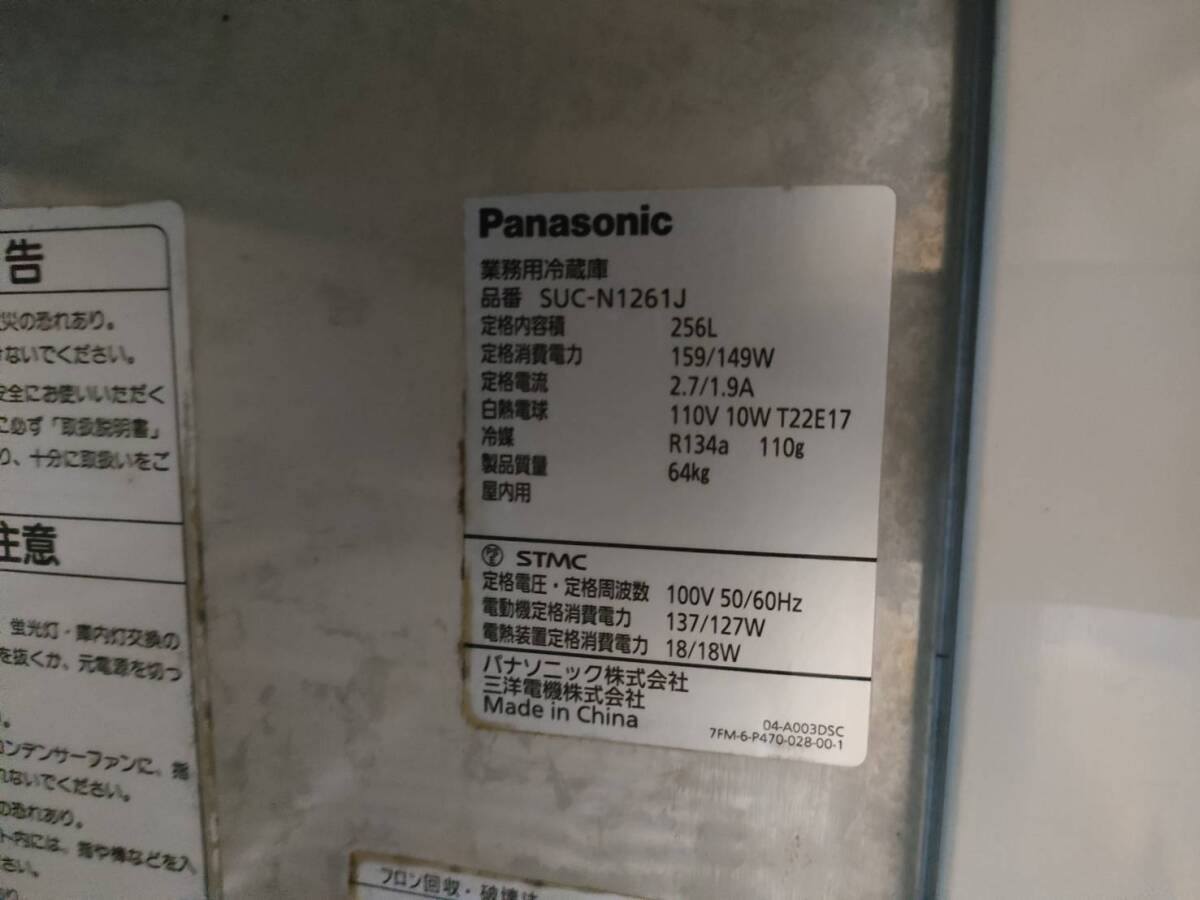 告
災の恐れあり。
ないでください。
安全にお使いいただく
に必ず「取扱説明書」
り、十分に取扱いをご
注意
蛍光灯・庫内灯交換の
を抜くか、元電源を切っ
コンデンサーファンに、指
れないでください。
の恐れあり。
ト内には、指や棒などを入
ださい。
Panasonic
業務用冷蔵庫
品番 SUC-N1261J
定格内容積 256L
定格消費電力 159/149W
定格電流 2.7/1.9A
白熱電球 110V 10W T22E17
冷媒 R134a 110g
製品質量 64kg
屋内用
STMC
定格電圧・定格周波数 100V 50/60Hz
電動機定格消費電力 137/127W
電熱装置定格消費電力 18/18W
パナソニック株式会社
三洋電機株式会社
Made in China
04-A003DSC
7FM-6-P470-028-00-1
フロン回収・破壊法